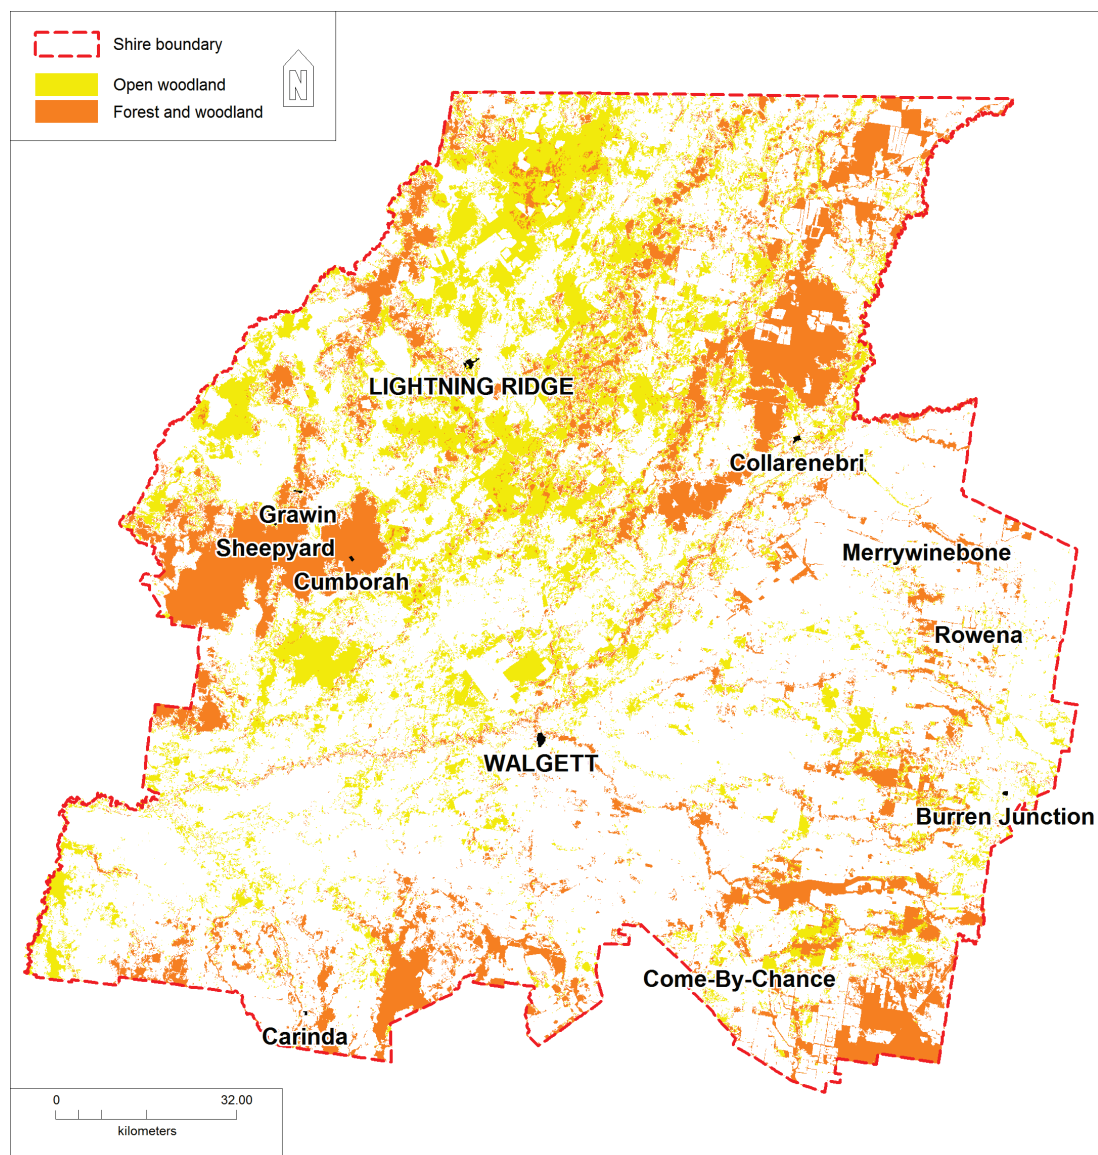 Shire boundary
Open woodland
Forest and woodland
N
LIGHTNING RIDGE
Collarenebri
Grawin
Sheepyard
Merrywinebone
Cumborah
Rowena
WALGETT
Burren Junction
Come-By-Chance
Carinda
0 32.00
kilometers